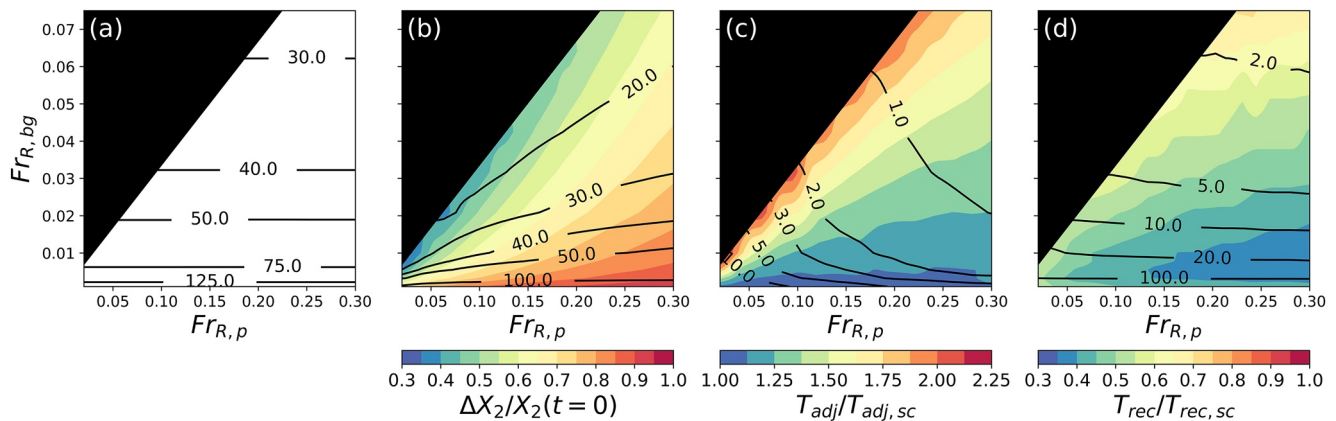 (a)
0.07
0.06
0.05
0.04
0.03
0.02
0.01
Fr_{R,bg}
30.0
40.0
50.0
75.0
125.0
0.05 0.10 0.15 0.20 0.25 0.30
Fr_{R,p}
(b)
20.0
30.0
40.0
50.0
100.0
0.05 0.10 0.15 0.20 0.25 0.30
Fr_{R,p}
0.3 0.4 0.5 0.6 0.7 0.8 0.9 1.0
ΔX_2/X_2(t = 0)
(c)
1.0
2.0
3.0
5.0
0.05 0.10 0.15 0.20 0.25 0.30
Fr_{R,p}
1.00 1.25 1.50 1.75 2.00 2.25
T_{adj}/T_{adj,sc}
(d)
2.0
5.0
10.0
20.0
100.0
0.05 0.10 0.15 0.20 0.25 0.30
Fr_{R,p}
0.3 0.4 0.5 0.6 0.7 0.8 0.9 1.0
T_{rec}/T_{rec,sc}